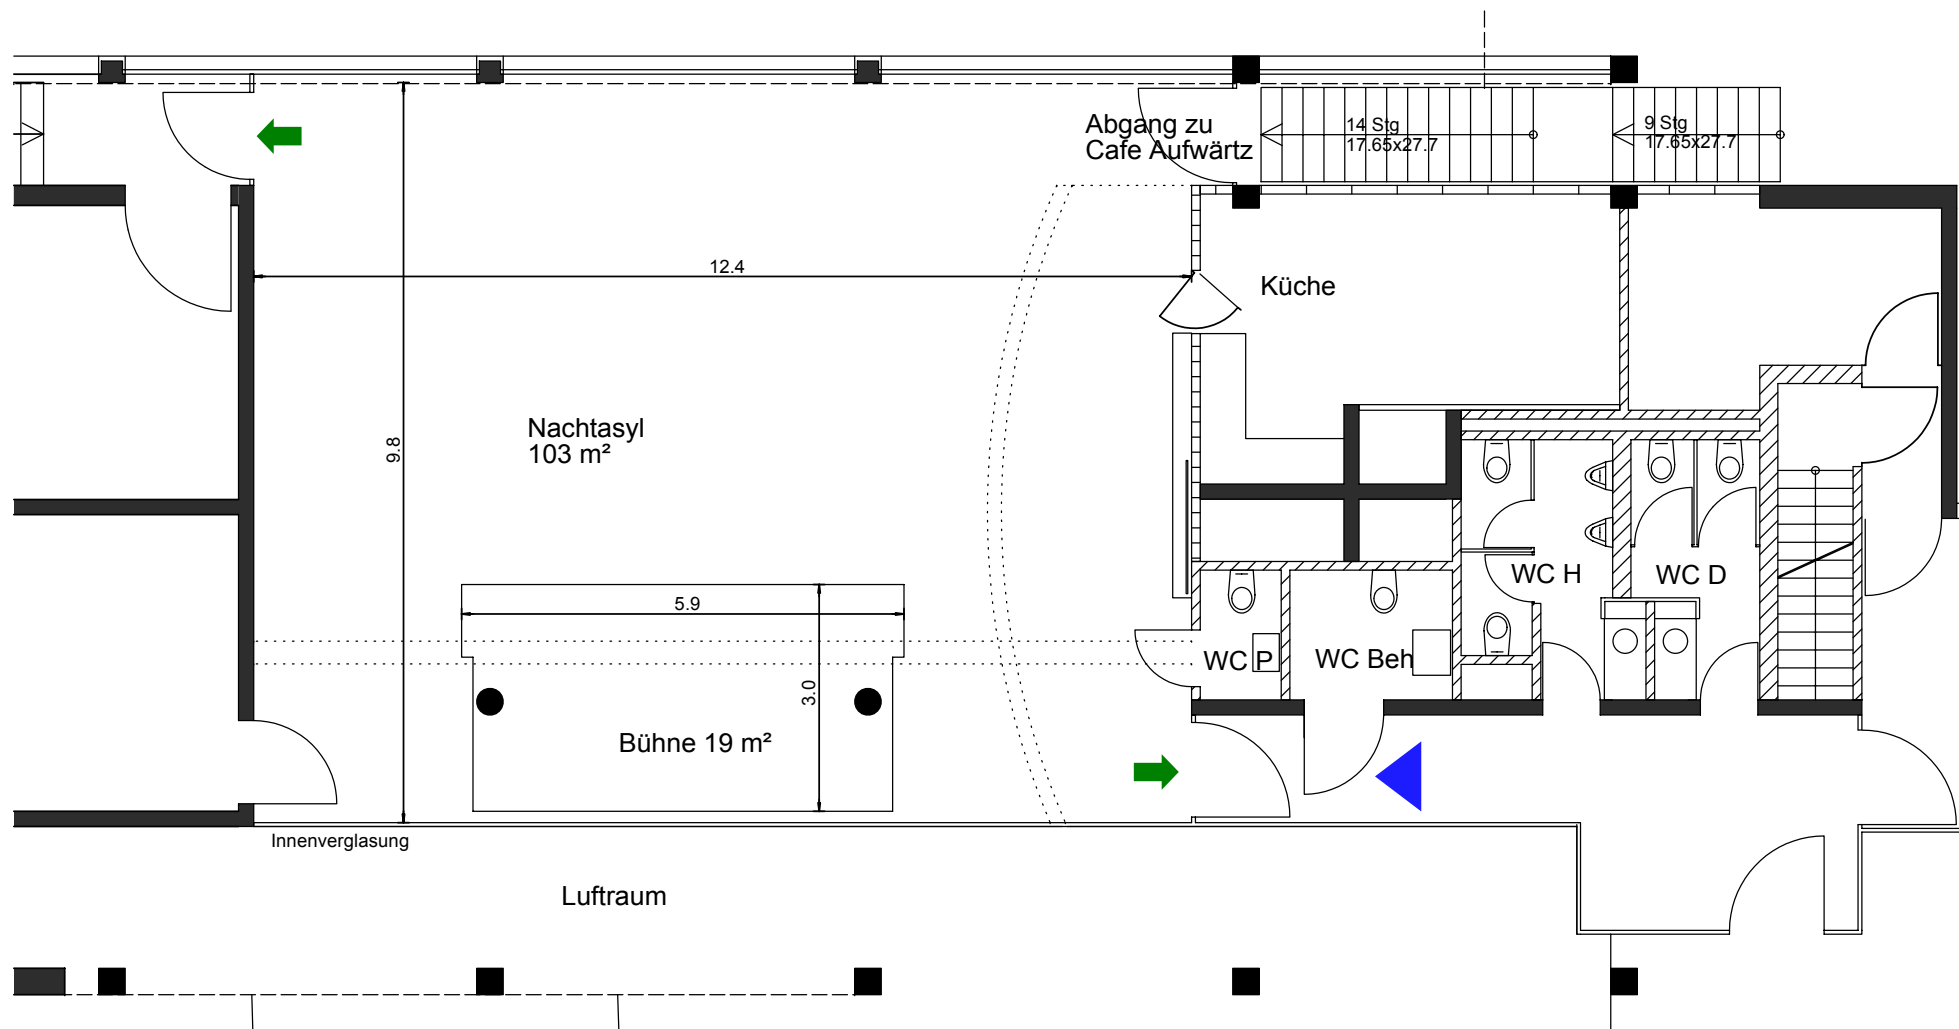 Abgang zu
Cafe Aufwärtz
14 Stg
17.65x27.7
9 Stg
17.65x27.7
12.4
Küche
9.8
Nachtasyl
103 m²
WC H
WC D
5.9
WC P
WC Beh
3.0
Bühne 19 m²
Innenverglasung
Luftraum